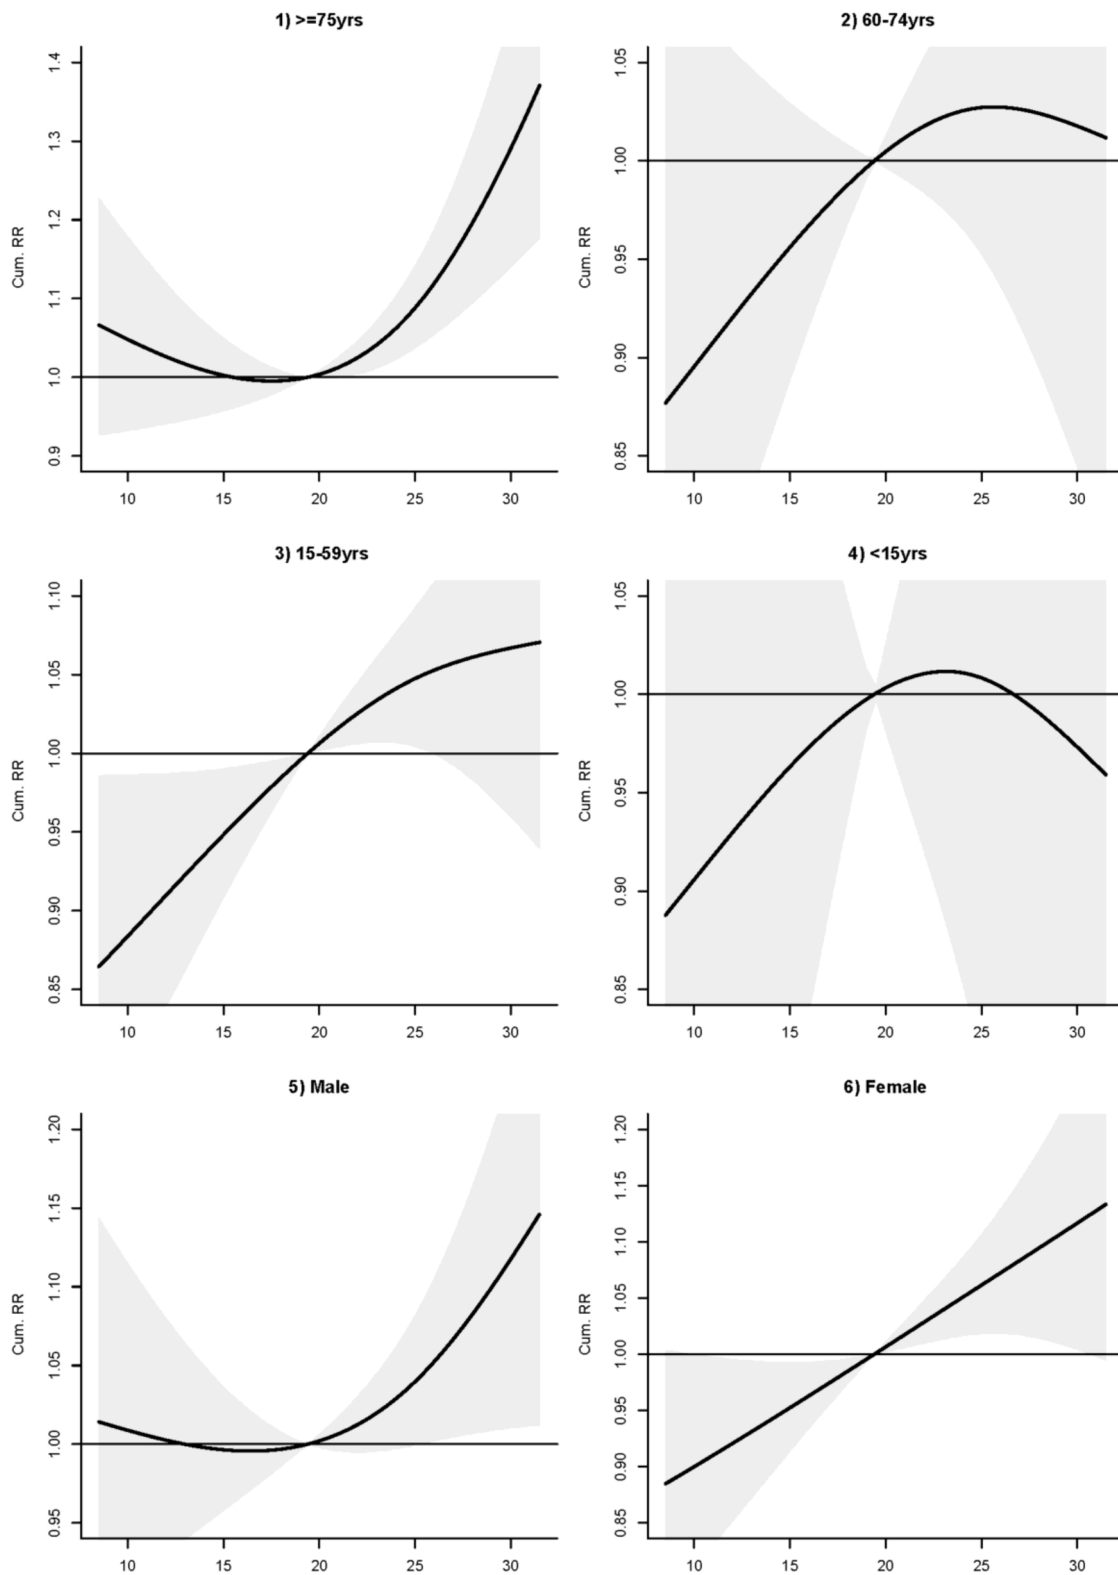 1) >=75yrs
Cum. RR
1.4
1.3
1.2
1.1
1.0
0.9
10 15 20 25 30
2) 60-74yrs
Cum. RR
1.05
1.00
0.95
0.90
0.85
10 15 20 25 30
3) 15-59yrs
Cum. RR
1.10
1.05
1.00
0.95
0.90
0.85
10 15 20 25 30
4) <15yrs
Cum. RR
1.05
1.00
0.95
0.90
0.85
10 15 20 25 30
5) Male
Cum. RR
1.20
1.15
1.10
1.05
1.00
0.95
10 15 20 25 30
6) Female
Cum. RR
1.20
1.15
1.10
1.05
1.00
0.95
0.90
0.85
10 15 20 25 30